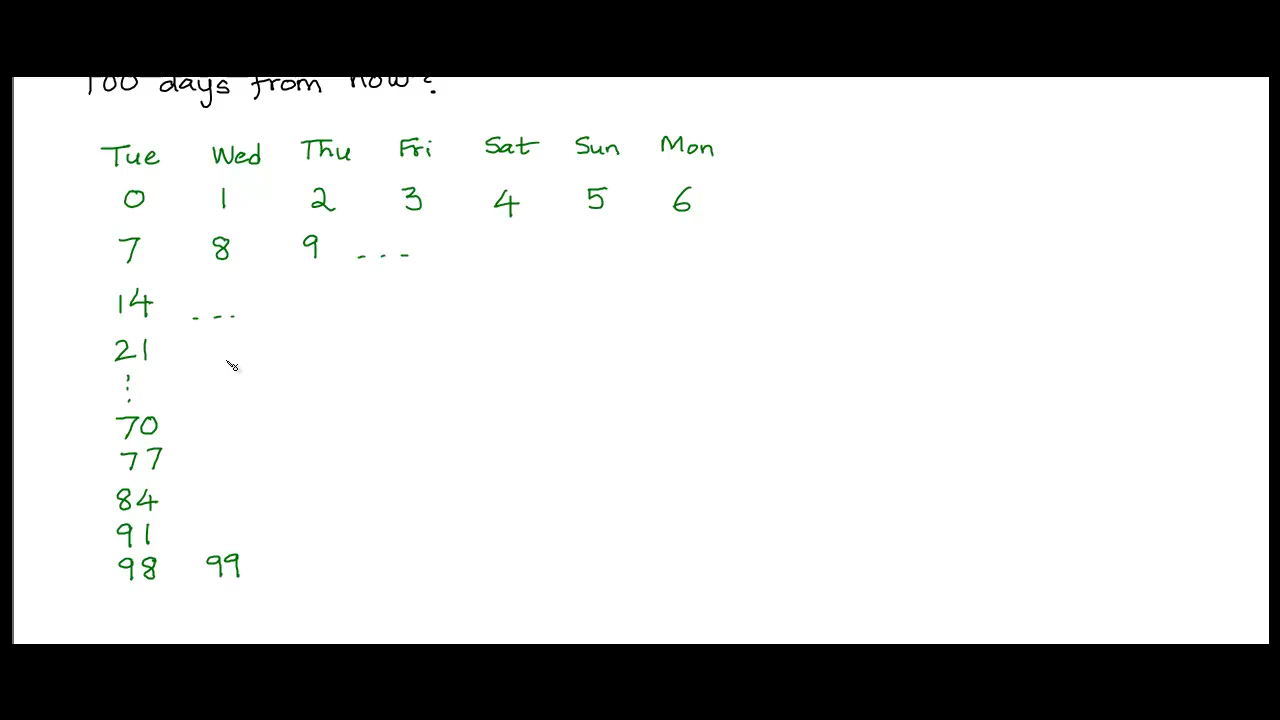 100 days from now?
Tue Wed Thu Fri Sat Sun Mon
0 1 2 3 4 5 6
7 8 9 ...
14 ...
21
⋮
70
77
84
91
98 99